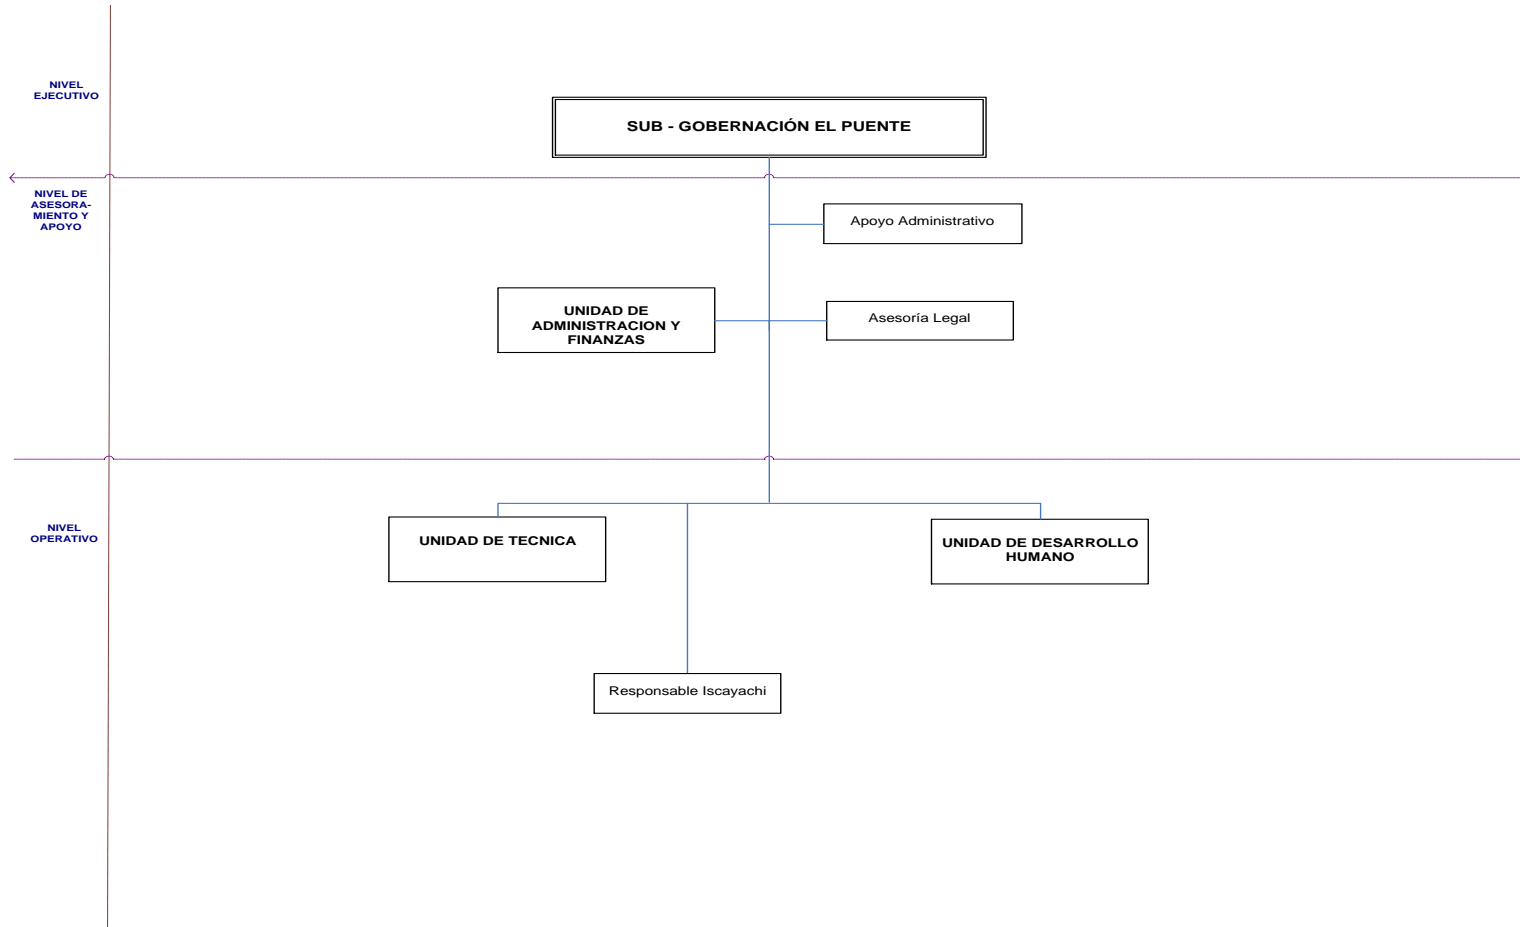 NIVEL
EJECUTIVO
SUB - GOBERNACIÓN EL PUENTE
NIVEL DE
ASESORA-
MIENTO Y
APOYO
Apoyo Administrativo
UNIDAD DE
ADMINISTRACION Y
FINANZAS
Asesoría Legal
NIVEL
OPERATIVO
UNIDAD DE TECNICA
UNIDAD DE DESARROLLO
HUMANO
Responsable Iscayachi